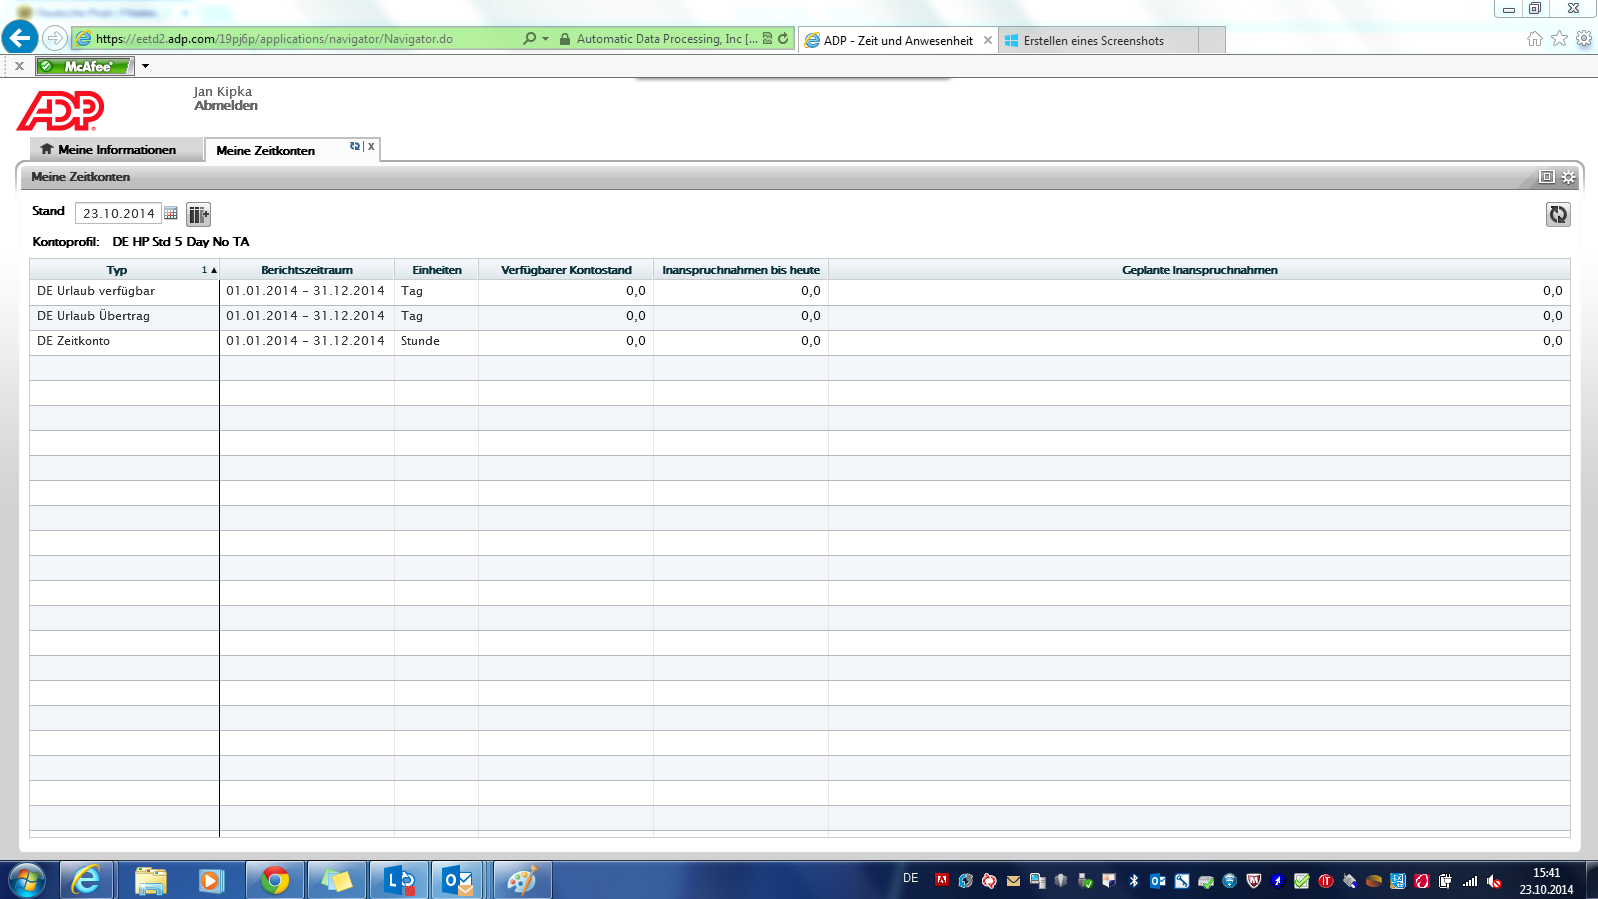 https://eetd2.adp.com/19pj6p/applications/navigator/Navigator.do
Automatic Data Processing, Inc [...
ADP - Zeit und Anwesenheit
Erstellen eines Screenshots
x
McAfee
ADP
Jan Kipka
Abmelden
Meine Informationen
Meine Zeitkonten
x
Meine Zeitkonten
Stand 23.10.2014
Kontoprofil: DE HP Std 5 Day No TA
Typ 1 ▲ Berichtszeitraum Einheiten Verfügbarer Kontostand Inanspruchnahmen bis heute Geplante Inanspruchnahmen
DE Urlaub verfügbar 01.01.2014 - 31.12.2014 Tag 0,0 0,0 0,0
DE Urlaub Übertrag 01.01.2014 - 31.12.2014 Tag 0,0 0,0 0,0
DE Zeitkonto 01.01.2014 - 31.12.2014 Stunde 0,0 0,0 0,0
DE
15:41
23.10.2014